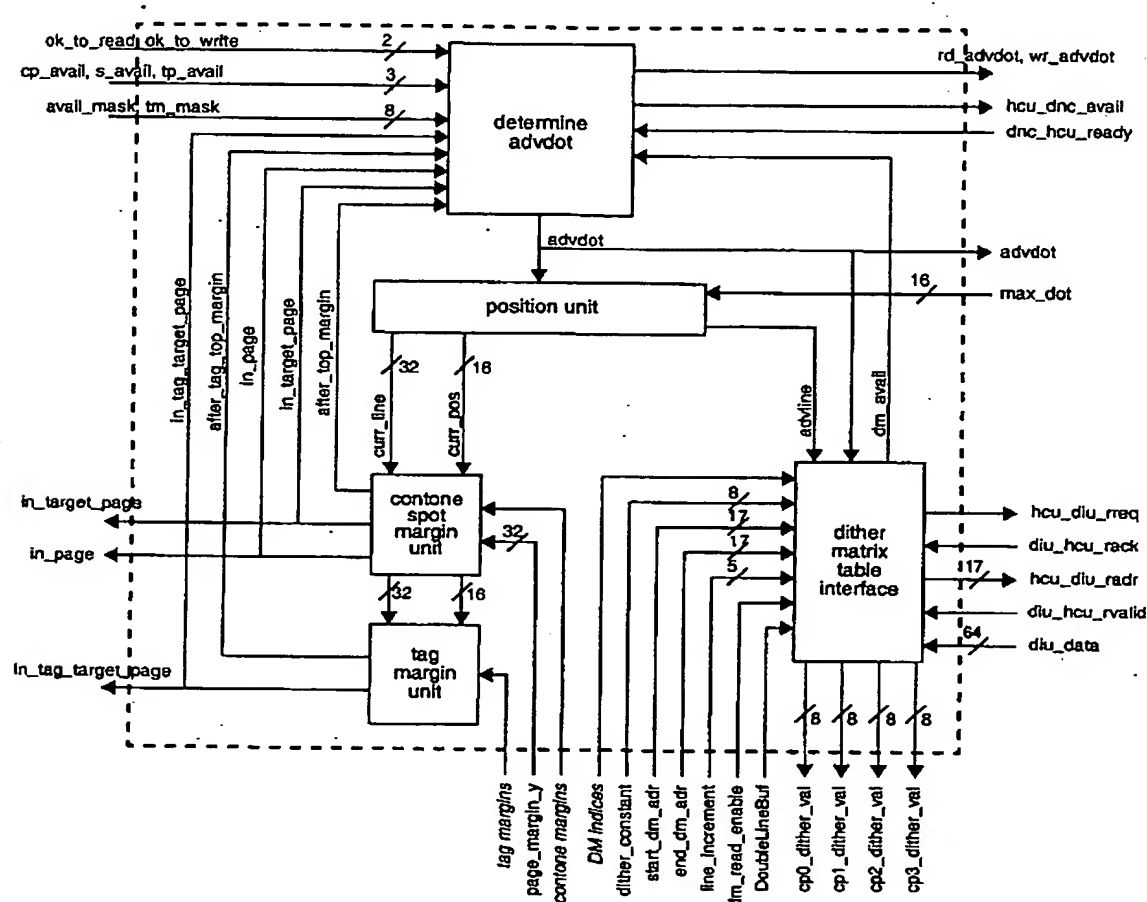 ok_to_read, ok_to_write
2
rd_advdot, wr_advdot
cp_avail, s_avail, tp_avail
3
hcu_dnc_avail
avail_mask, tm_mask
8
determine
advdot
dnc_hcu_ready
advdot
advdot
16
max_dot
position unit
in_tag_target_page
after_tag_top_margin
in_page
in_target_page
after_top_margin
32
16
curr_line
curr_pos
advline
dm_avail
in_target_page
in_page
contone
spot
margin
unit
32
32
16
in_tag_target_page
tag
margin
unit
8
17
17
5
dither
matrix
table
interface
hcu_diu_rreq
diu_hcu_rack
17
hcu_diu_radr
diu_hcu_rvalid
64
diu_data
8
8
8
8
tag margins
page_margin_y
contone margins
DM indices
dither_constant
start_dm_adr
end_dm_adr
line_increment
dm_read_enable
DoubleLineBuf
cp0_dither_val
cp1_dither_val
cp2_dither_val
cp3_dither_val